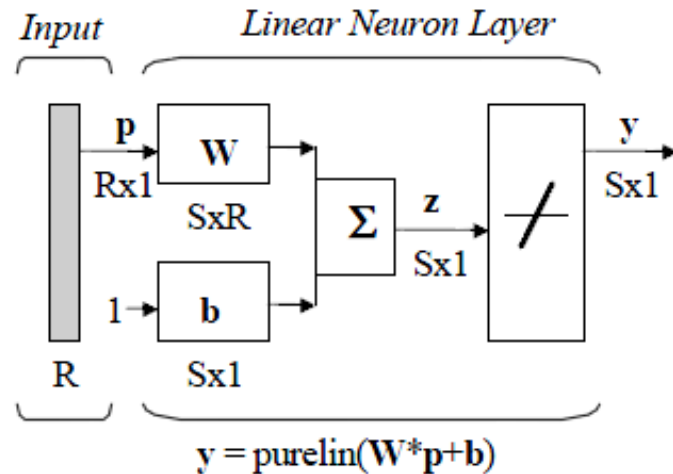 Input
Linear Neuron Layer
p
W
y
Rx1
Sx1
SxR
Σ
z
Sx1
1
b
R
Sx1
y = purelin(W*p+b)